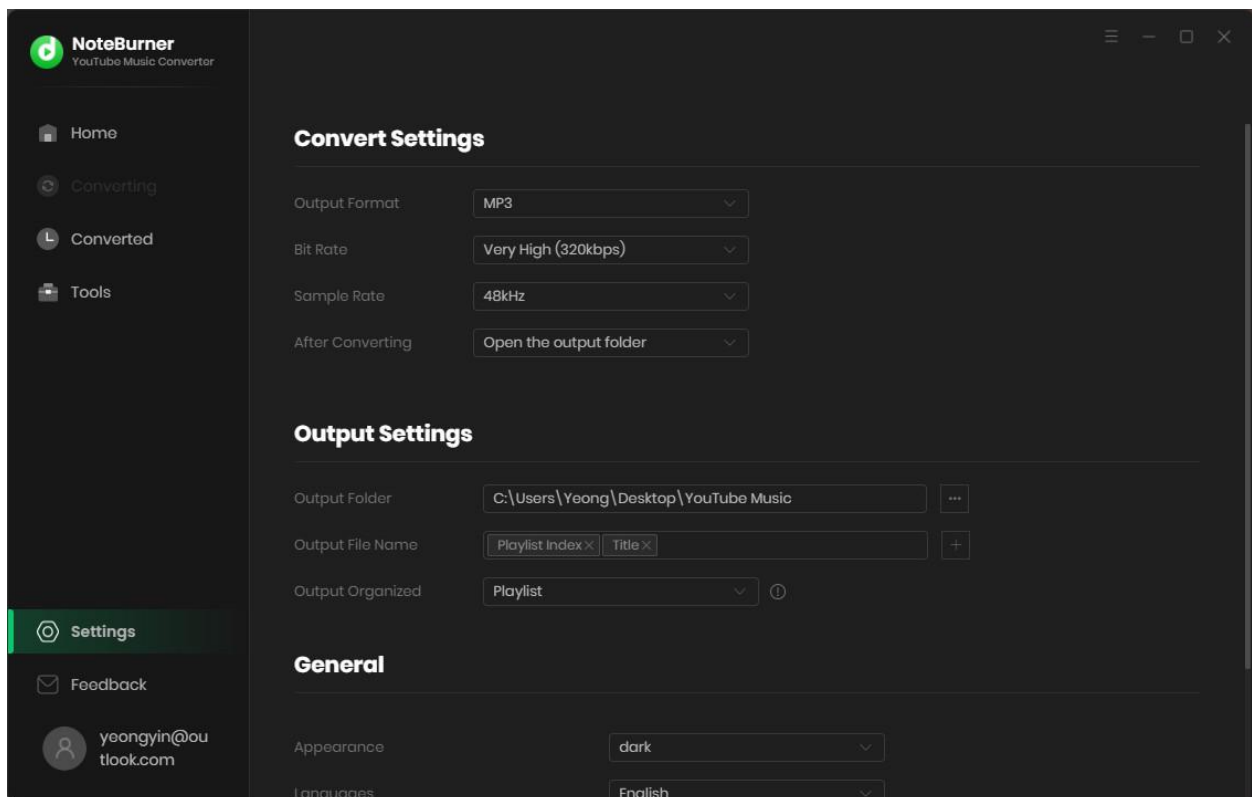 NoteBurner
YouTube Music Converter
Home
Converting
Converted
Tools
Settings
Feedback
yeongyin@ou
tlook.com
Convert Settings
Output Format MP3
Bit Rate Very High (320kbps)
Sample Rate 48kHz
After Converting Open the output folder
Output Settings
Output Folder C:\Users\Yeong\Desktop\YouTube Music ...
Output File Name Playlist Index× Title× +
Output Organized Playlist
General
Appearance dark
Languages English